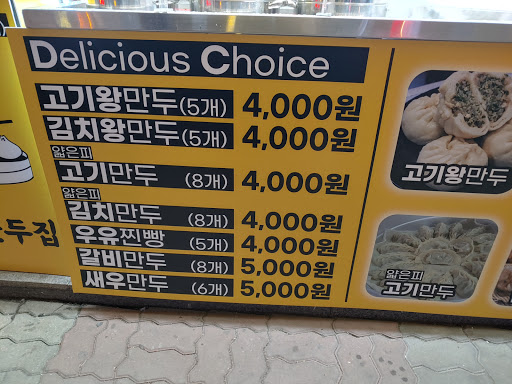 Delicious Choice
고기왕만두(5개) 4,000원
김치왕만두(5개) 4,000원
얇은피
고기만두 (8개) 4,000원
얇은피
김치만두 (8개) 4,000원
우유찐빵 (5개) 4,000원
갈비만두 (8개) 5,000원
새우만두 (6개) 5,000원
고기왕만두
얇은피
고기만두
만두집